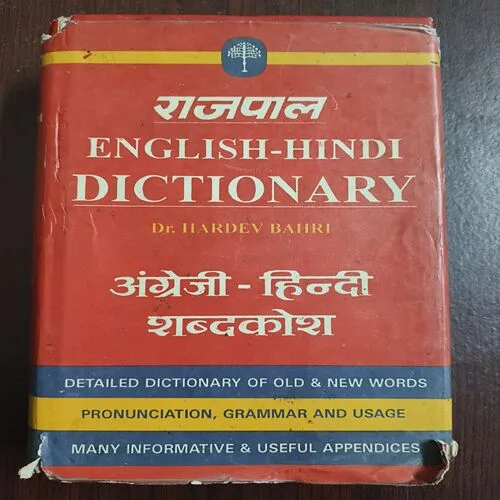 राजपाल
ENGLISH-HINDI
DICTIONARY
Dr. HARDEV BAHRI
अंग्रेजी - हिन्दी
शब्दकोश
DETAILED DICTIONARY OF OLD & NEW WORDS
PRONUNCIATION, GRAMMAR AND USAGE
MANY INFORMATIVE & USEFUL APPENDICES